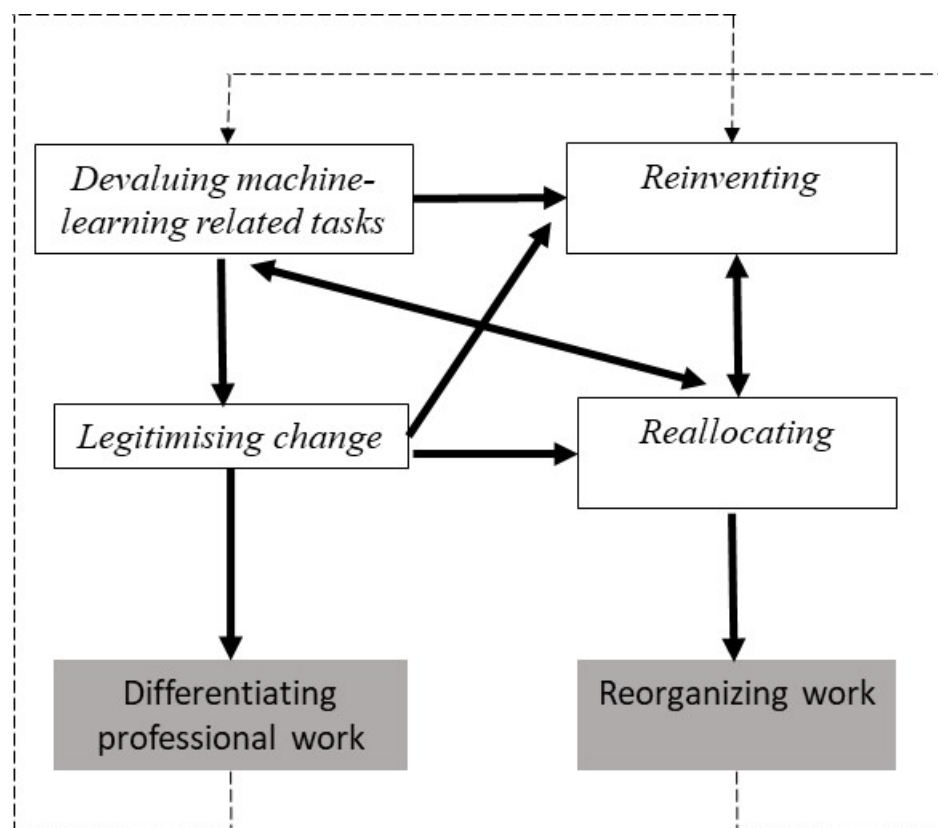 Devaluing machine-
learning related tasks
Reinventing
Legitimising change
Reallocating
Differentiating
professional work
Reorganizing work